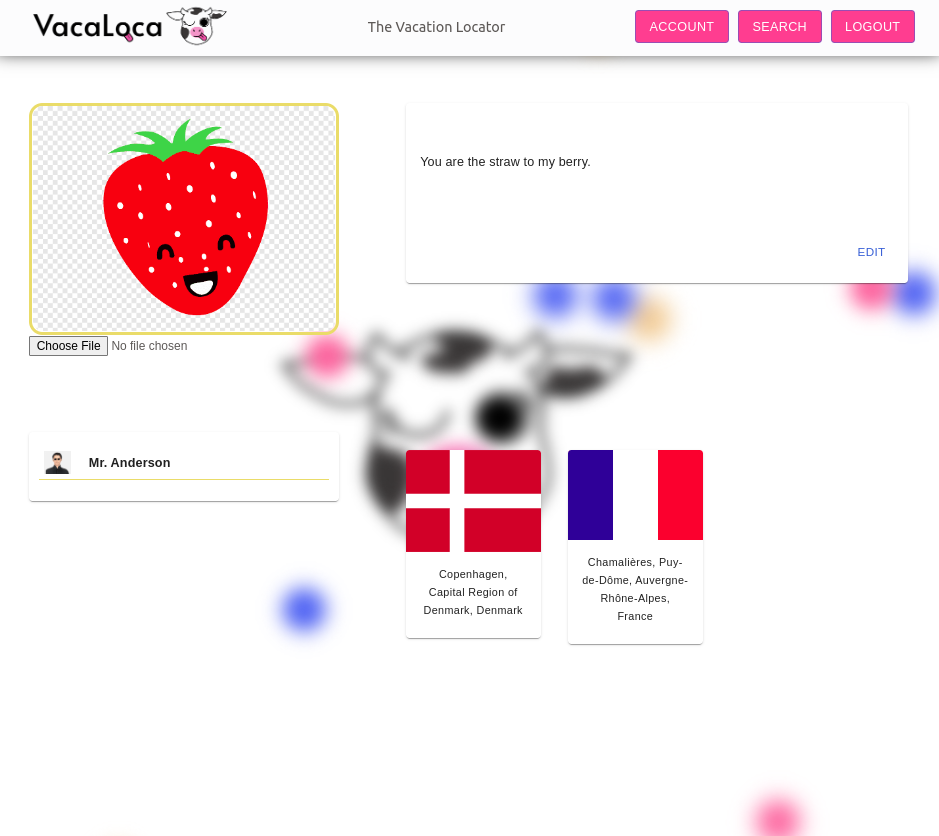 VacaLoca
The Vacation Locator
ACCOUNT
SEARCH
LOGOUT
You are the straw to my berry.
EDIT
Choose File No file chosen
Mr. Anderson
Copenhagen,
Capital Region of
Denmark, Denmark
Chamalières, Puy-
de-Dôme, Auvergne-
Rhône-Alpes,
France